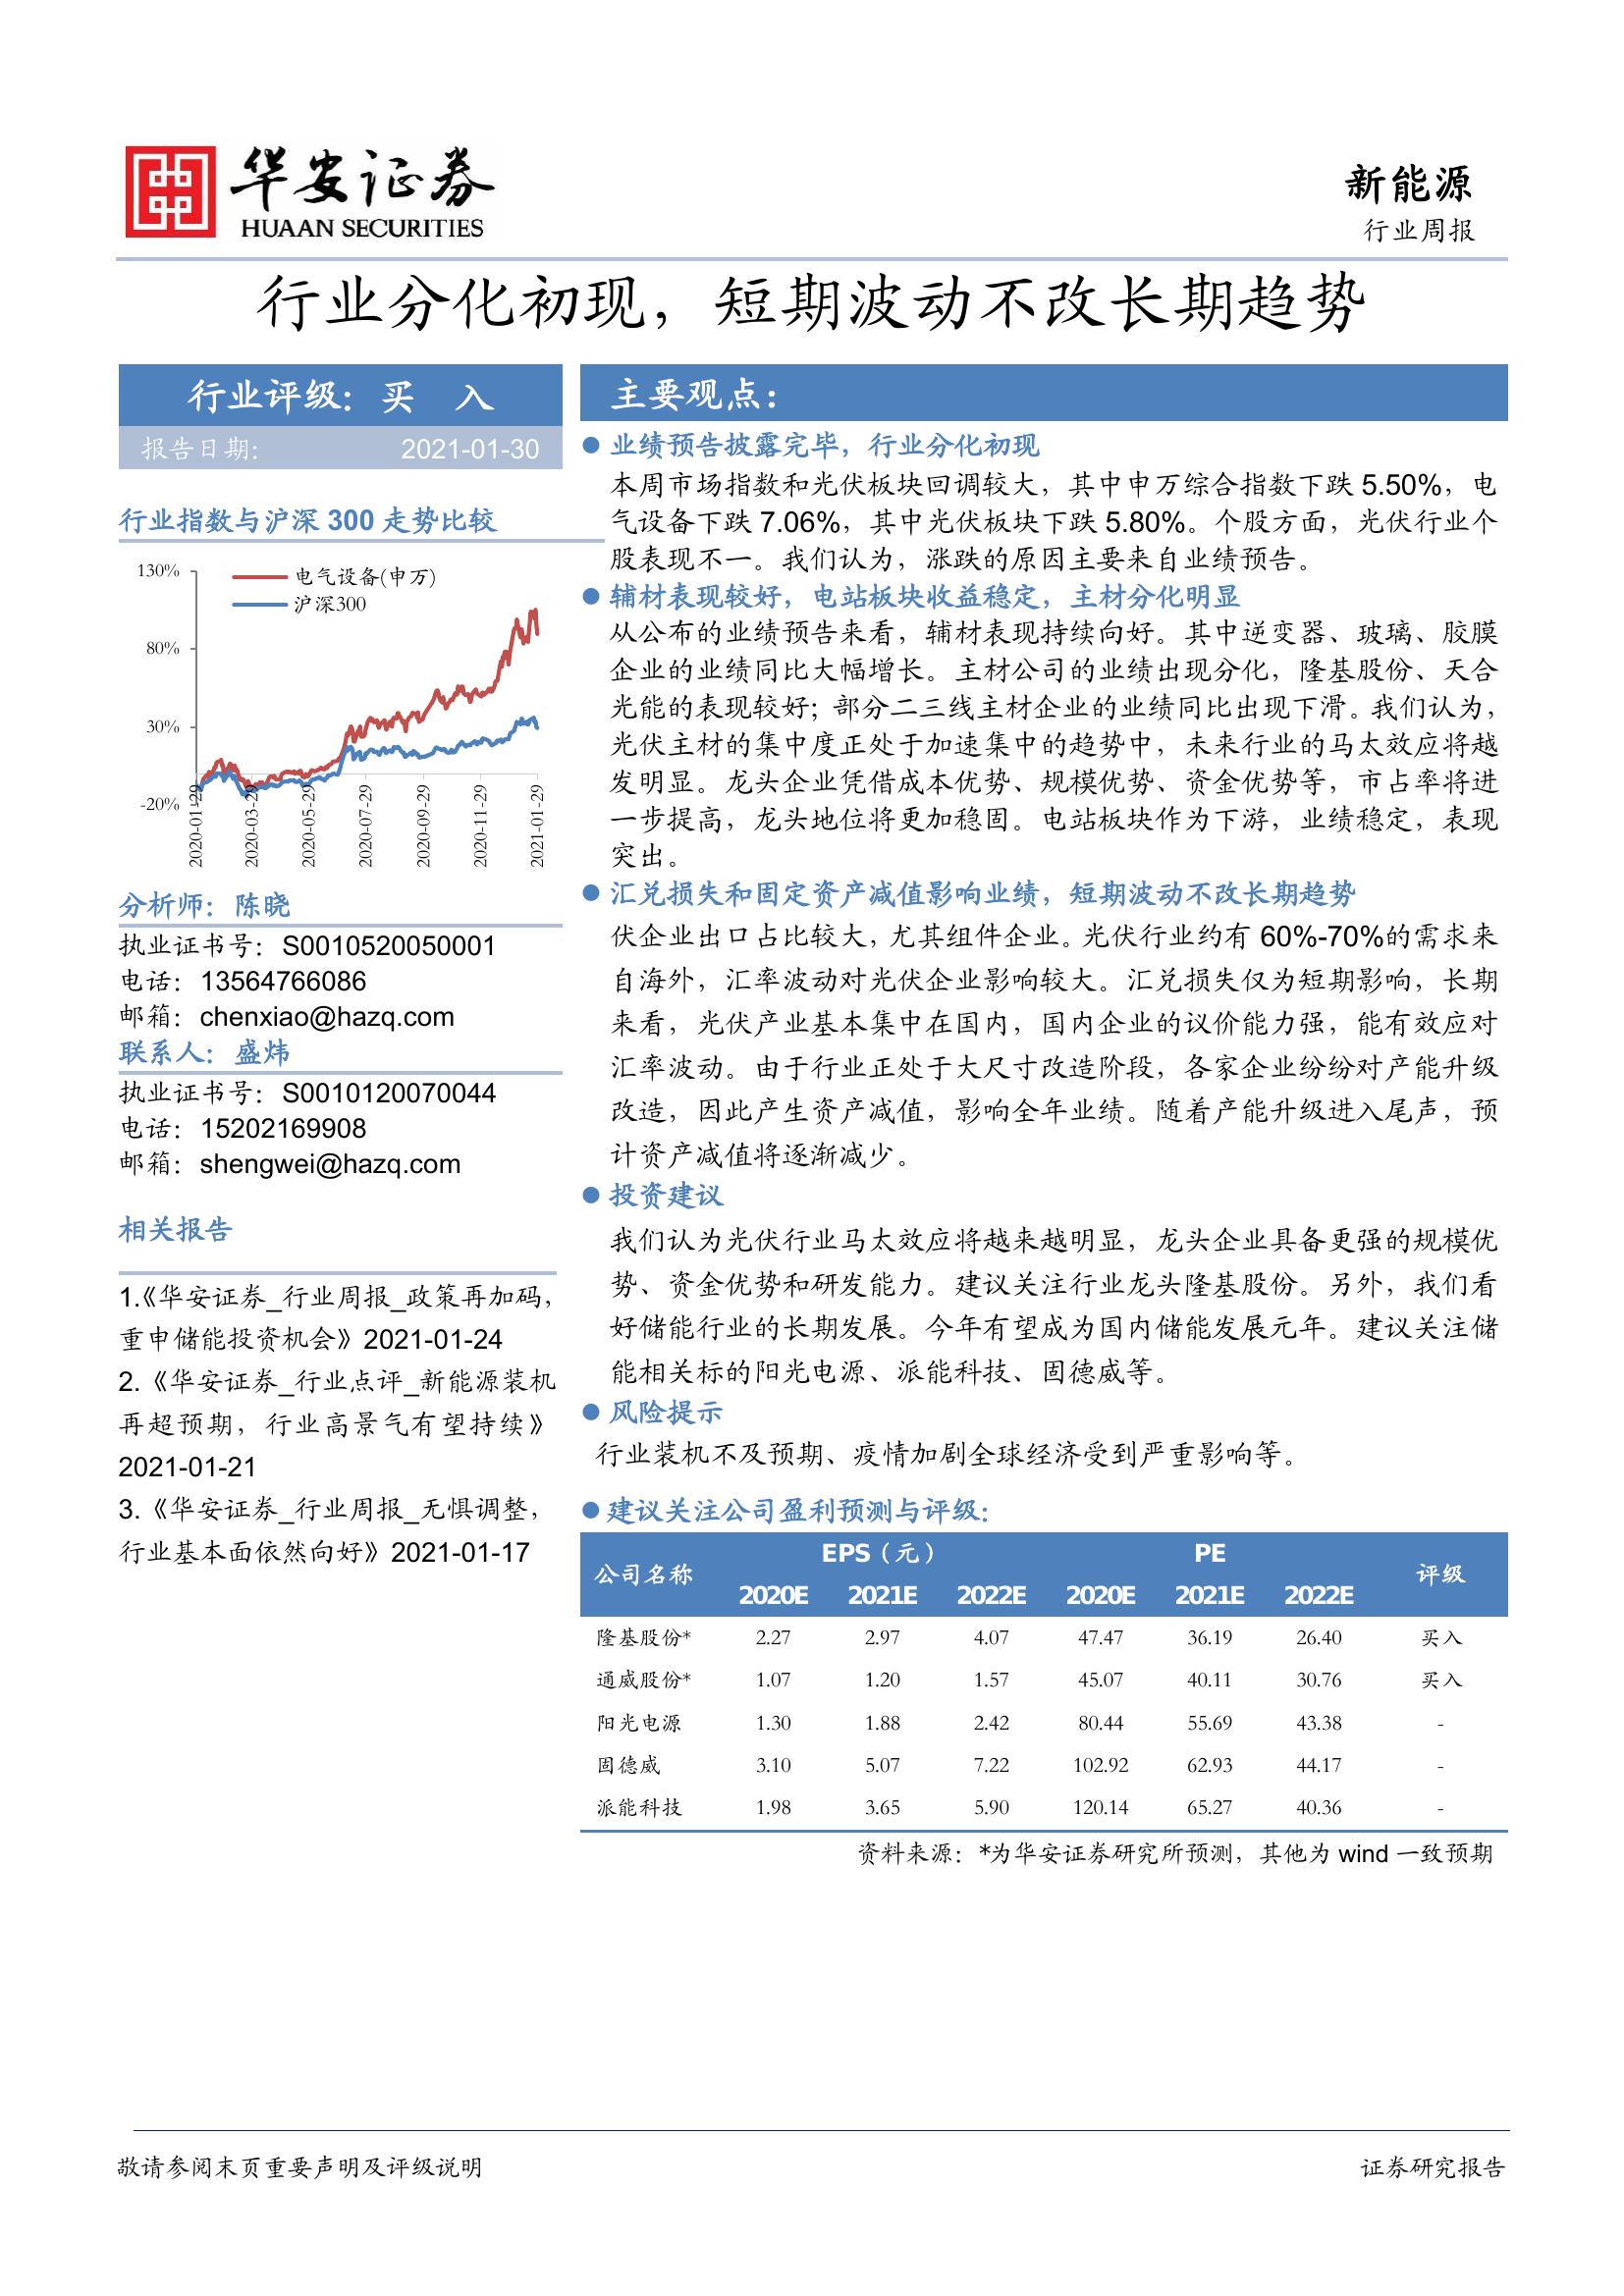 华安证券
HUAAN SECURITIES
新能源
行业周报
行业分化初现，短期波动不改长期趋势
行业评级：买 入
报告日期： 2021-01-30
行业指数与沪深 300 走势比较
130%
80%
30%
-20%
电气设备(申万)
沪深300
2020-01-29
2020-03-29
2020-05-29
2020-07-29
2020-09-29
2020-11-29
2021-01-29
分析师：陈晓
执业证书号：S0010520050001
电话：13564766086
邮箱：chenxiao@hazq.com
联系人：盛炜
执业证书号：S0010120070044
电话：15202169908
邮箱：shengwei@hazq.com
相关报告
1.《华安证券_行业周报_政策再加码，
重申储能投资机会》2021-01-24
2.《华安证券_行业点评_新能源装机
再超预期，行业高景气有望持续》
2021-01-21
3.《华安证券_行业周报_无惧调整，
行业基本面依然向好》2021-01-17
主要观点：
● 业绩预告披露完毕，行业分化初现
本周市场指数和光伏板块回调较大，其中申万综合指数下跌 5.50%，电
气设备下跌 7.06%，其中光伏板块下跌 5.80%。个股方面，光伏行业个
股表现不一。我们认为，涨跌的原因主要来自业绩预告。
● 辅材表现较好，电站板块收益稳定，主材分化明显
从公布的业绩预告来看，辅材表现持续向好。其中逆变器、玻璃、胶膜
企业的业绩同比大幅增长。主材公司的业绩出现分化，隆基股份、天合
光能的表现较好；部分二三线主材企业的业绩同比出现下滑。我们认为，
光伏主材的集中度正处于加速集中的趋势中，未来行业的马太效应将越
发明显。龙头企业凭借成本优势、规模优势、资金优势等，市占率将进
一步提高，龙头地位将更加稳固。电站板块作为下游，业绩稳定，表现
突出。
● 汇兑损失和固定资产减值影响业绩，短期波动不改长期趋势
伏企业出口占比较大，尤其组件企业。光伏行业约有 60%-70%的需求来
自海外，汇率波动对光伏企业影响较大。汇兑损失仅为短期影响，长期
来看，光伏产业基本集中在国内，国内企业的议价能力强，能有效应对
汇率波动。由于行业正处于大尺寸改造阶段，各家企业纷纷对产能升级
改造，因此产生资产减值，影响全年业绩。随着产能升级进入尾声，预
计资产减值将逐渐减少。
● 投资建议
我们认为光伏行业马太效应将越来越明显，龙头企业具备更强的规模优
势、资金优势和研发能力。建议关注行业龙头隆基股份。另外，我们看
好储能行业的长期发展。今年有望成为国内储能发展元年。建议关注储
能相关标的阳光电源、派能科技、固德威等。
● 风险提示
行业装机不及预期、疫情加剧全球经济受到严重影响等。
● 建议关注公司盈利预测与评级：
公司名称 EPS（元） PE 评级
2020E 2021E 2022E 2020E 2021E 2022E
隆基股份* 2.27 2.97 4.07 47.47 36.19 26.40 买入
通威股份* 1.07 1.20 1.57 45.07 40.11 30.76 买入
阳光电源 1.30 1.88 2.42 80.44 55.69 43.38 -
固德威 3.10 5.07 7.22 102.92 62.93 44.17 -
派能科技 1.98 3.65 5.90 120.14 65.27 40.36 -
资料来源：*为华安证券研究所预测，其他为 wind 一致预期
敬请参阅末页重要声明及评级说明 证券研究报告